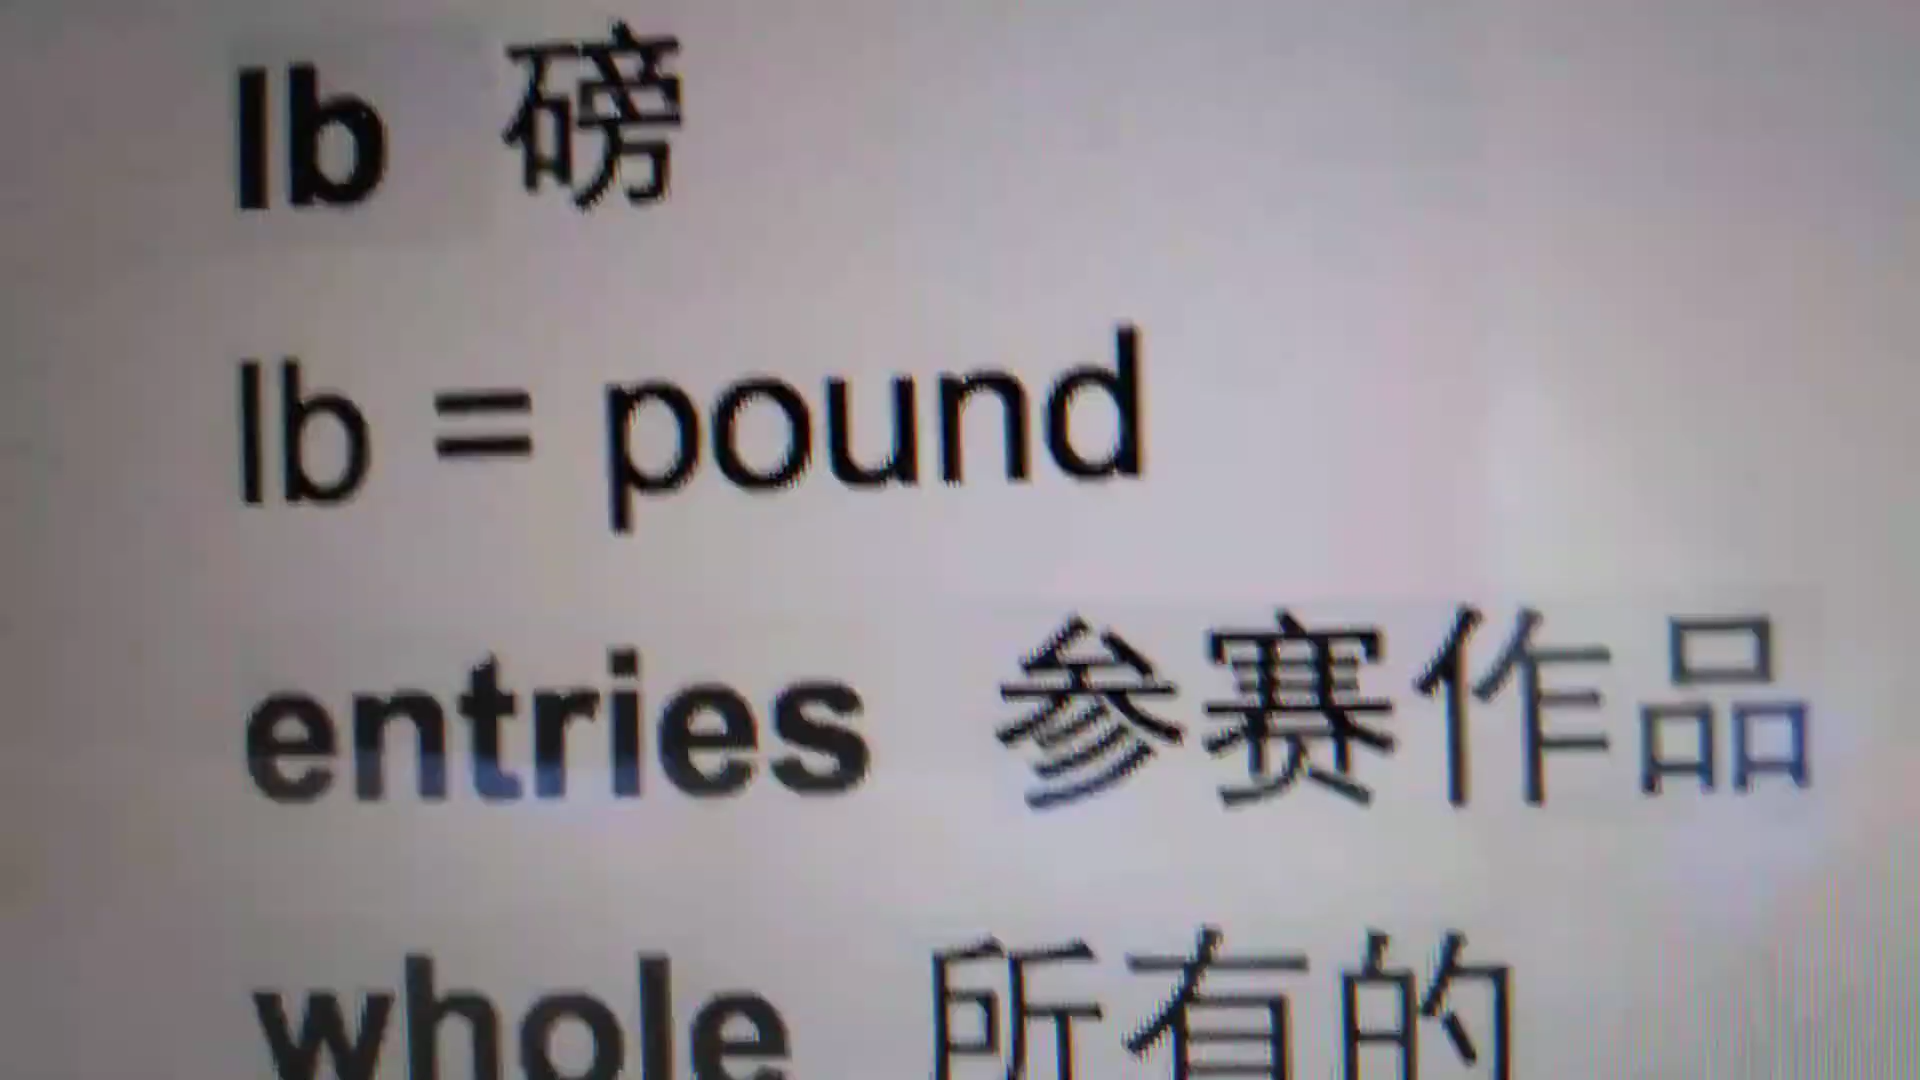 lb 磅
lb = pound
entries 参赛作品
whole 所有的